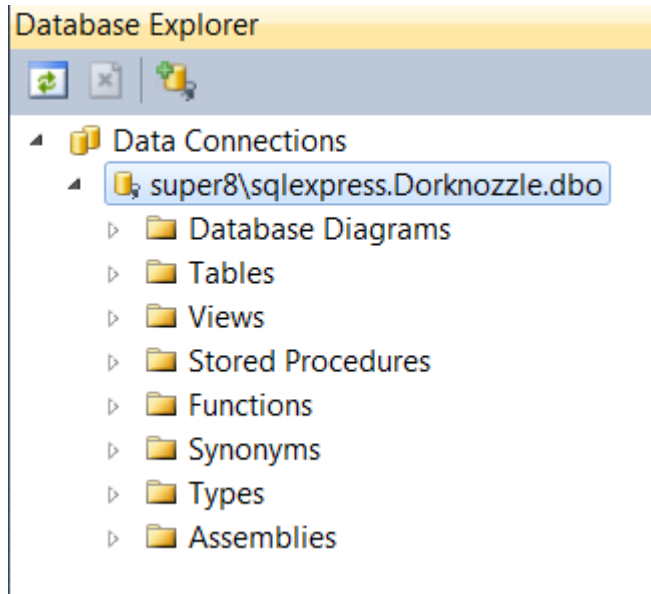 Database Explorer
Data Connections
super8\sqlexpress.Dorknozzle.dbo
Database Diagrams
Tables
Views
Stored Procedures
Functions
Synonyms
Types
Assemblies